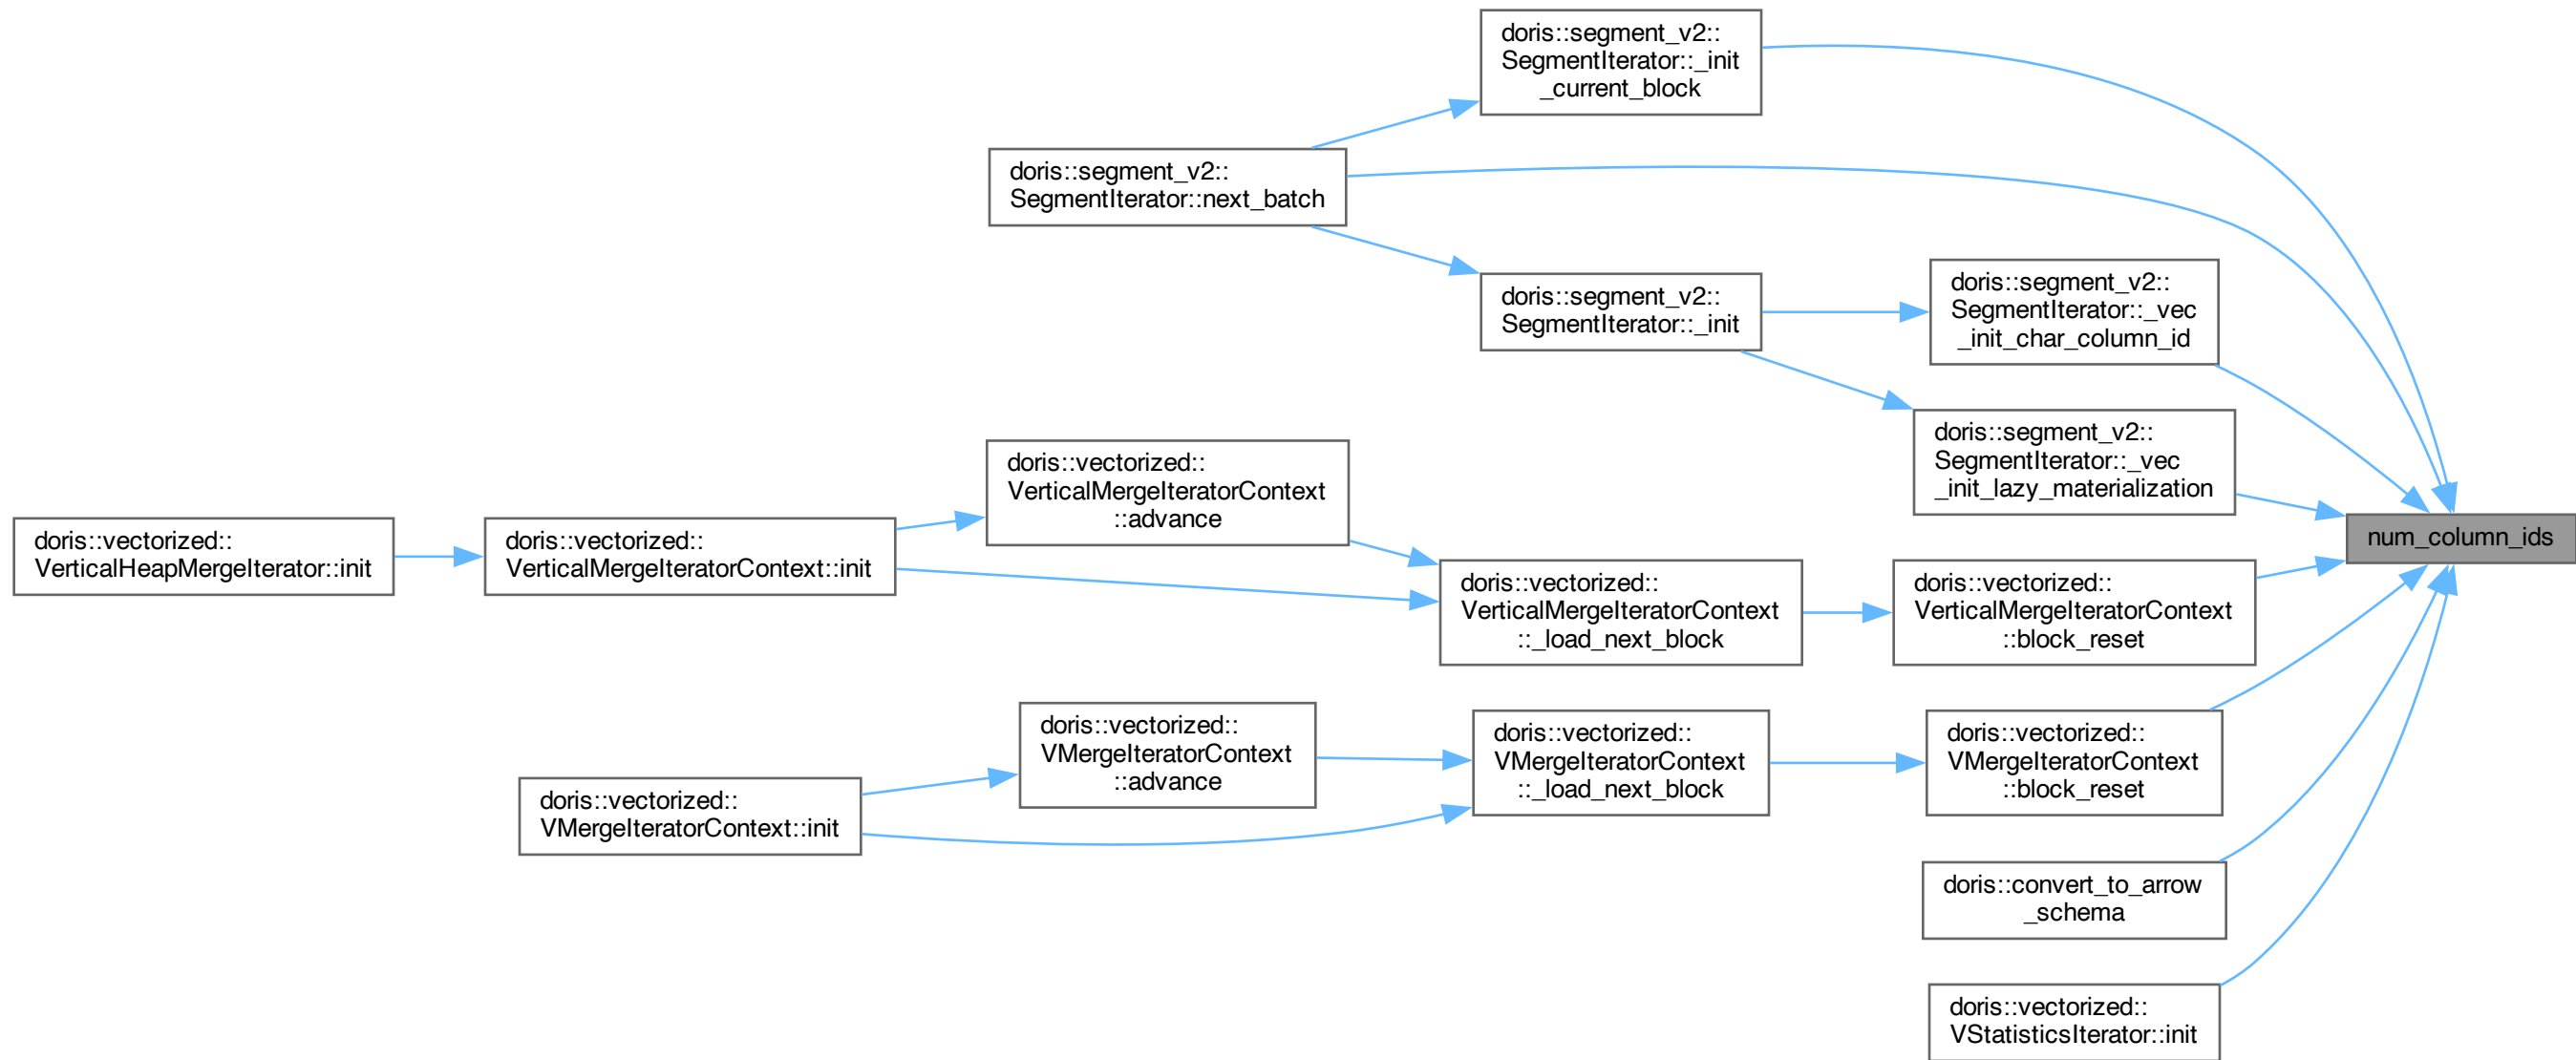 doris::segment_v2::
SegmentIterator::_init
_current_block
doris::segment_v2::
SegmentIterator::next_batch
doris::segment_v2::
SegmentIterator::_vec
_init_char_column_id
doris::segment_v2::
SegmentIterator::_init
doris::segment_v2::
SegmentIterator::_vec
_init_lazy_materialization
doris::vectorized::
VerticalMergeIteratorContext
::advance
num_column_ids
doris::vectorized::
VerticalHeapMergeIterator::init
doris::vectorized::
VerticalMergeIteratorContext::init
doris::vectorized::
VerticalMergeIteratorContext
::_load_next_block
doris::vectorized::
VerticalMergeIteratorContext
::block_reset
doris::vectorized::
VMergeIteratorContext
::advance
doris::vectorized::
VMergeIteratorContext
::_load_next_block
doris::vectorized::
VMergeIteratorContext
::block_reset
doris::vectorized::
VMergeIteratorContext::init
doris::convert_to_arrow
_schema
doris::vectorized::
VStatisticsIterator::init